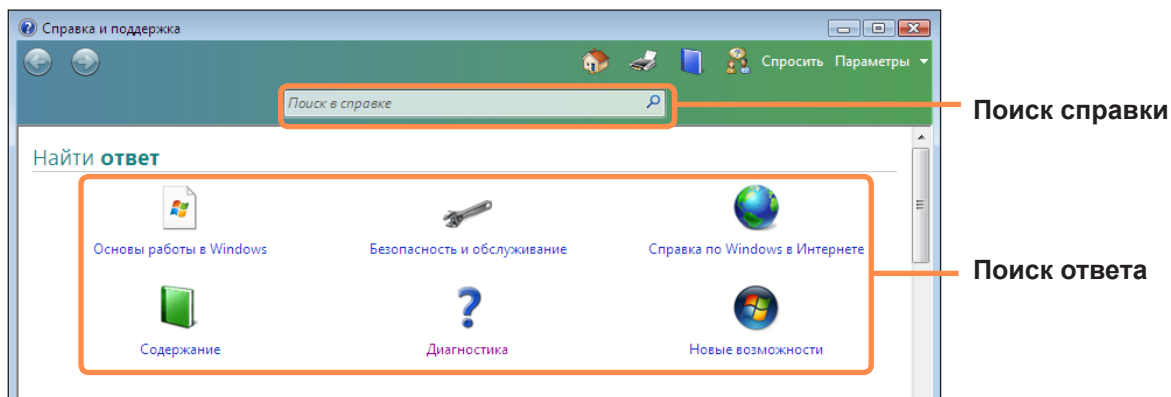 Справка и поддержка
Спросить Параметры
Поиск в справке
Поиск справки
Найти ответ
Основы работы в Windows
Безопасность и обслуживание
Справка по Windows в Интернете
Поиск ответа
Содержание
Диагностика
Новые возможности